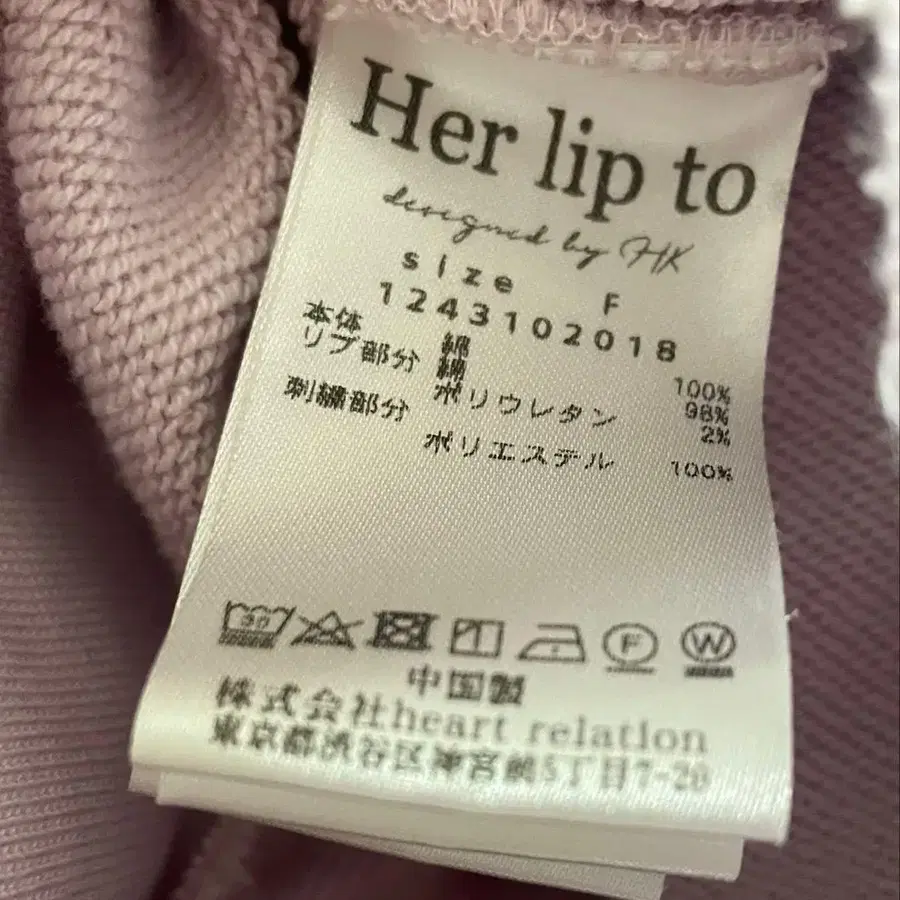 Her lip to
designed by HK
size F
1243102018
本体 綿 100%
リブ部分 綿 98%
ポリウレタン 2%
刺繍部分 ポリエステル 100%
30
F W
中国製
株式会社heart relation
東京都渋谷区神宮前5丁目7-20